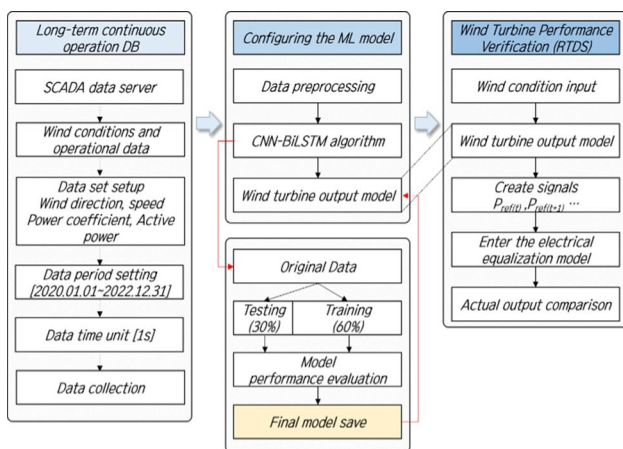 Long-term continuous
operation DB
SCADA data server
Wind conditions and
operational data
Data set setup
Wind direction, speed
Power coefficient, Active
power
Data period setting
[2020.01.01~2022.12.31]
Data time unit [1s]
Data collection
Configuring the ML model
Data preprocessing
CNN-BiLSTM algorithm
Wind turbine output model
Original Data
Testing
(30%)
Training
(60%)
Model
performance evaluation
Final model save
Wind Turbine Performance
Verification (RTDS)
Wind condition input
Wind turbine output model
Create signals
Pref(t) ,Pref(t+1) ...
Enter the electrical
equalization model
Actual output comparison